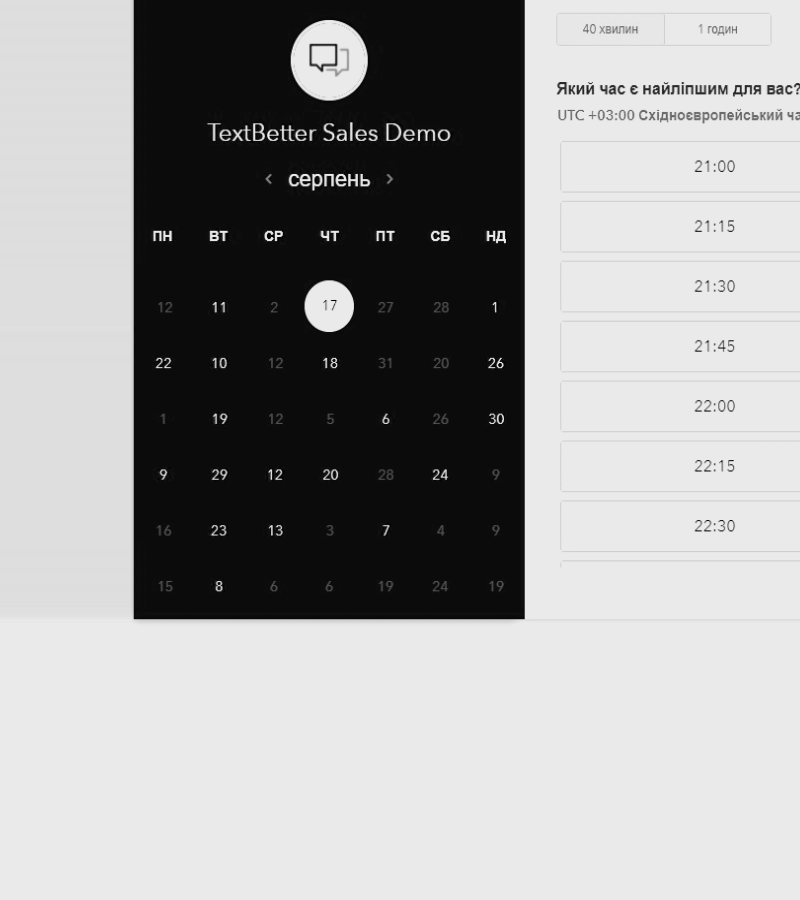 40 хвилин 1 годин
Який час є найліпшим для вас?
UTC +03:00 Східноєвропейський ча
TextBetter Sales Demo
серпень
ПН ВТ СР ЧТ ПТ СБ НД
12 11 2 17 27 28 1
22 10 12 18 31 20 26
1 19 12 5 6 26 30
9 29 12 20 28 24 9
16 23 13 3 7 4 9
15 8 6 6 19 24 19
21:00
21:15
21:30
21:45
22:00
22:15
22:30